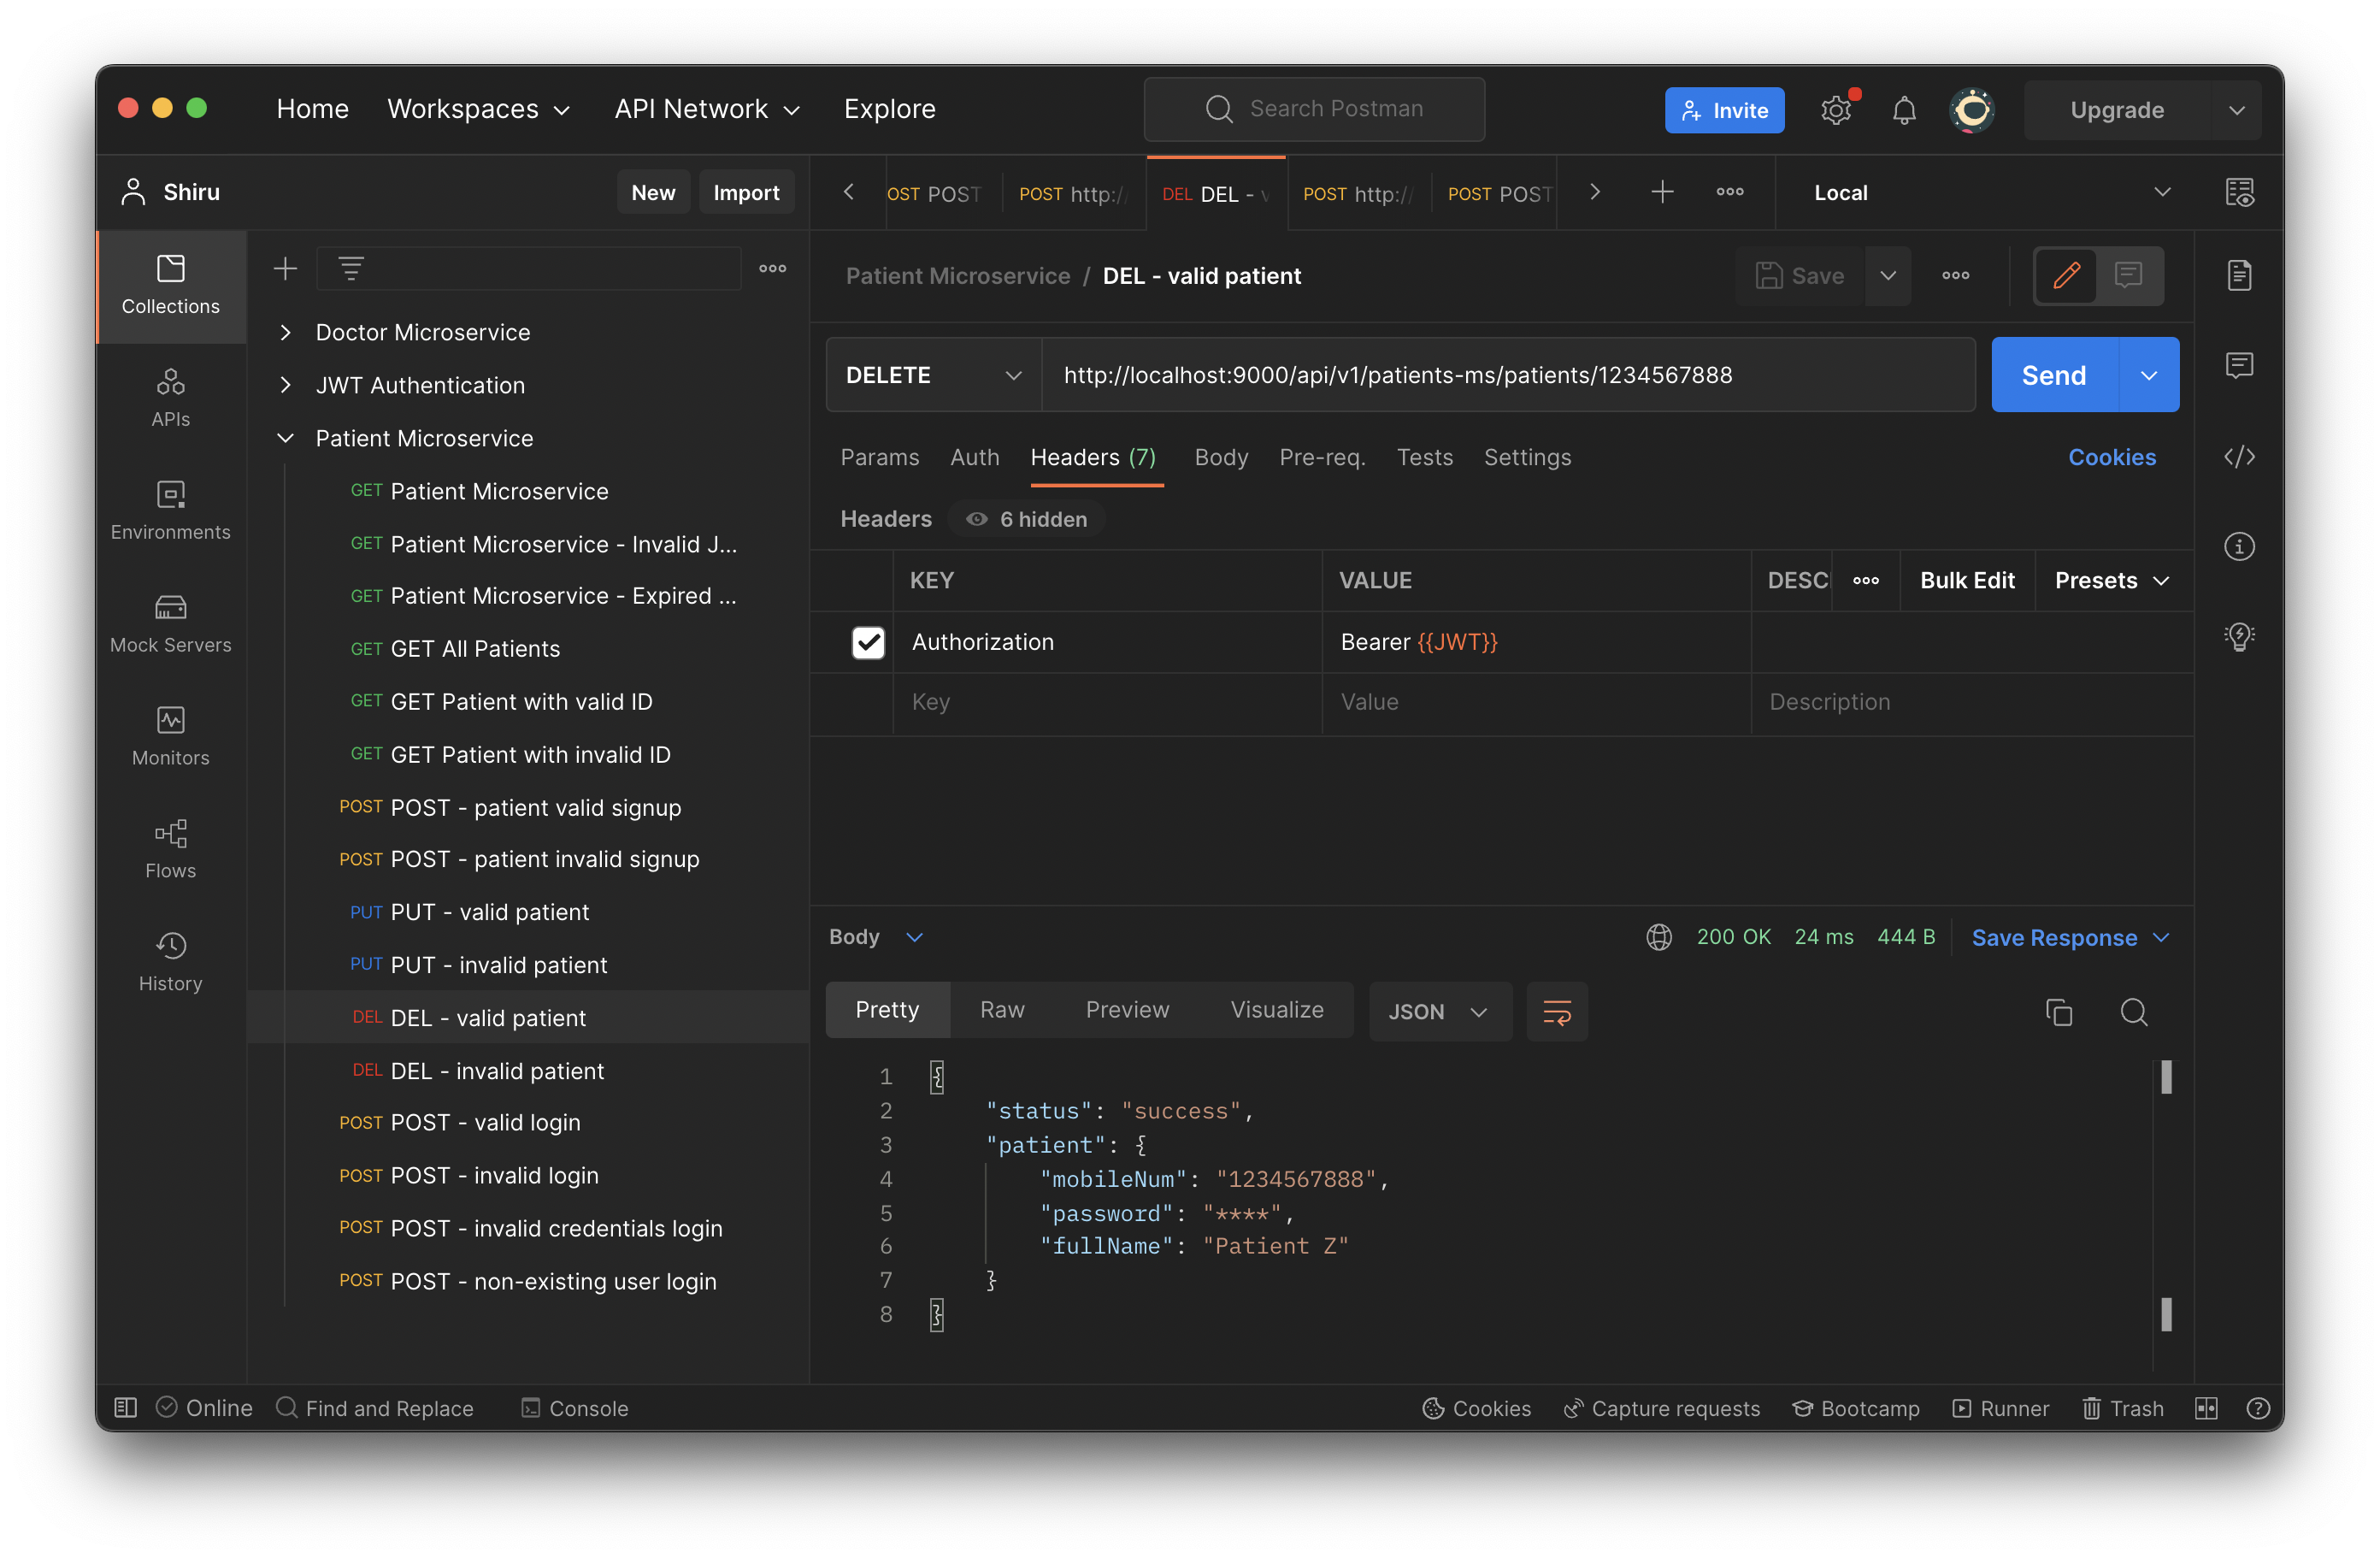 Home Workspaces API Network Explore Search Postman Invite Upgrade
Shiru New Import
OST POST POST http:/ DEL DEL - POST http:/ POST POST Local
Collections
APIs
Environments
Mock Servers
Monitors
Flows
History
Doctor Microservice
JWT Authentication
Patient Microservice
GET Patient Microservice
GET Patient Microservice - Invalid J...
GET Patient Microservice - Expired ...
GET GET All Patients
GET GET Patient with valid ID
GET GET Patient with invalid ID
POST POST - patient valid signup
POST POST - patient invalid signup
PUT PUT - valid patient
PUT PUT - invalid patient
DEL DEL - valid patient
DEL DEL - invalid patient
POST POST - valid login
POST POST - invalid login
POST POST - invalid credentials login
POST POST - non-existing user login
Patient Microservice / DEL - valid patient Save
DELETE http://localhost:9000/api/v1/patients-ms/patients/1234567888 Send
Params Auth Headers (7) Body Pre-req. Tests Settings Cookies
Headers 6 hidden
KEY VALUE DESC Bulk Edit Presets
Authorization Bearer {{JWT}}
Key Value Description
Body 200 OK 24 ms 444 B Save Response
Pretty Raw Preview Visualize JSON
1 {
2 "status": "success",
3 "patient": {
4 "mobileNum": "1234567888",
5 "password": "****",
6 "fullName": "Patient Z"
7 }
8 }
Online Find and Replace Console Cookies Capture requests Bootcamp Runner Trash